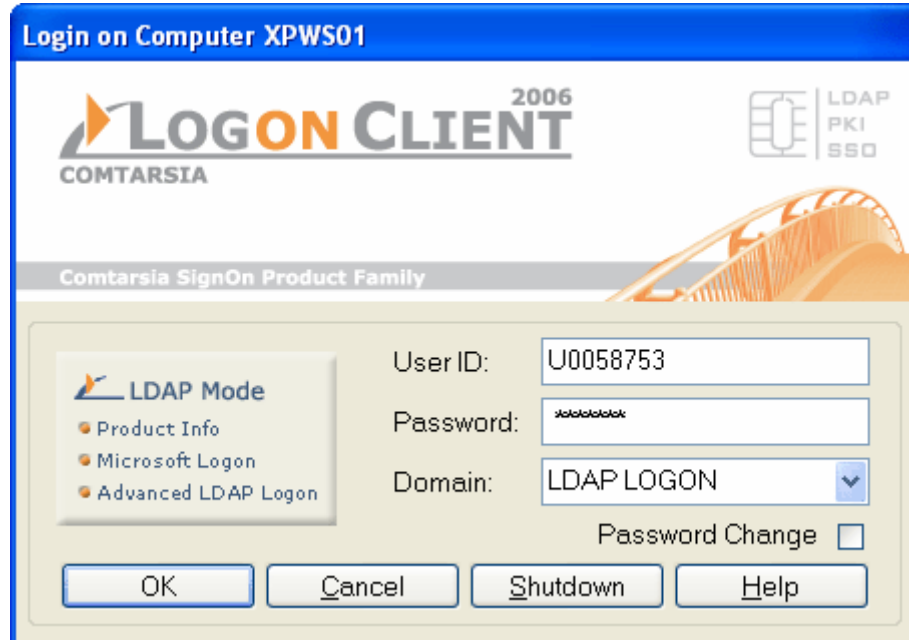 Login on Computer XPWS01
2006
LOGON CLIENT
COMTARSIA
LDAP
PKI
SSO
Comtarsia SignOn Product Family
LDAP Mode
Product Info
Microsoft Logon
Advanced LDAP Logon
User ID: U0058753
Password: ********
Domain: LDAP LOGON
Password Change
OK Cancel Shutdown Help